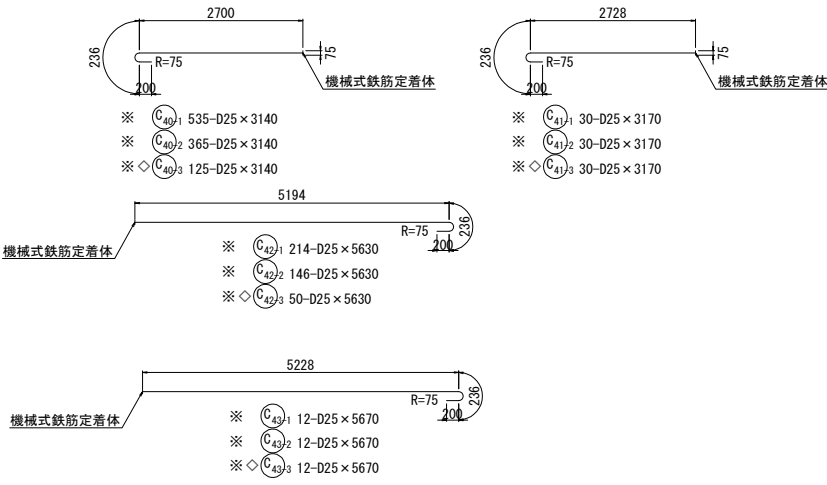 2700
236
R=75
75
200
機械式鉄筋定着体
※ C40-1 535-D25×3140
※ C40-2 365-D25×3140
※◇ C40-3 125-D25×3140
2728
236
R=75
75
200
機械式鉄筋定着体
※ C41-1 30-D25×3170
※ C41-2 30-D25×3170
※◇ C41-3 30-D25×3170
5194
R=75
236
200
機械式鉄筋定着体
※ C42-1 214-D25×5630
※ C42-2 146-D25×5630
※◇ C42-3 50-D25×5630
5228
R=75
236
200
機械式鉄筋定着体
※ C43-1 12-D25×5670
※ C43-2 12-D25×5670
※◇ C43-3 12-D25×5670